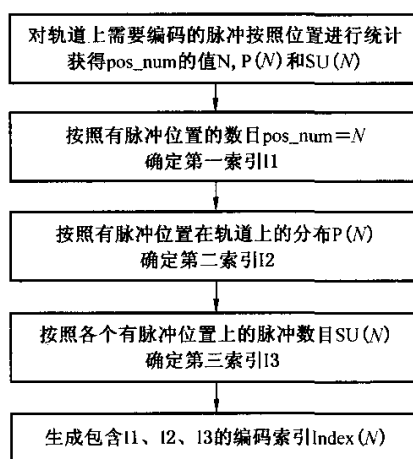 对轨道上需要编码的脉冲按照位置进行统计
获得pos_num的值N, P(N)和SU(N)
按照有脉冲位置的数目pos_num=N
确定第一索引I1
按照有脉冲位置在轨道上的分布P(N)
确定第二索引I2
按照各个有脉冲位置上的脉冲数目SU(N)
确定第三索引I3
生成包含I1、I2、I3的编码索引Index(N)